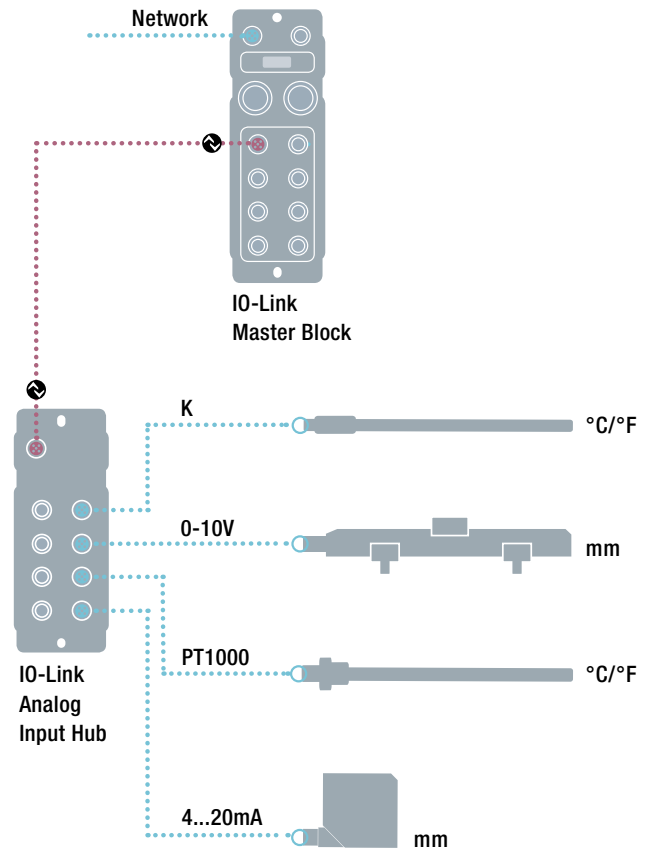 Network
IO-Link
Master Block
K
°C/°F
0-10V
mm
PT1000
°C/°F
IO-Link
Analog
Input Hub
4...20mA
mm